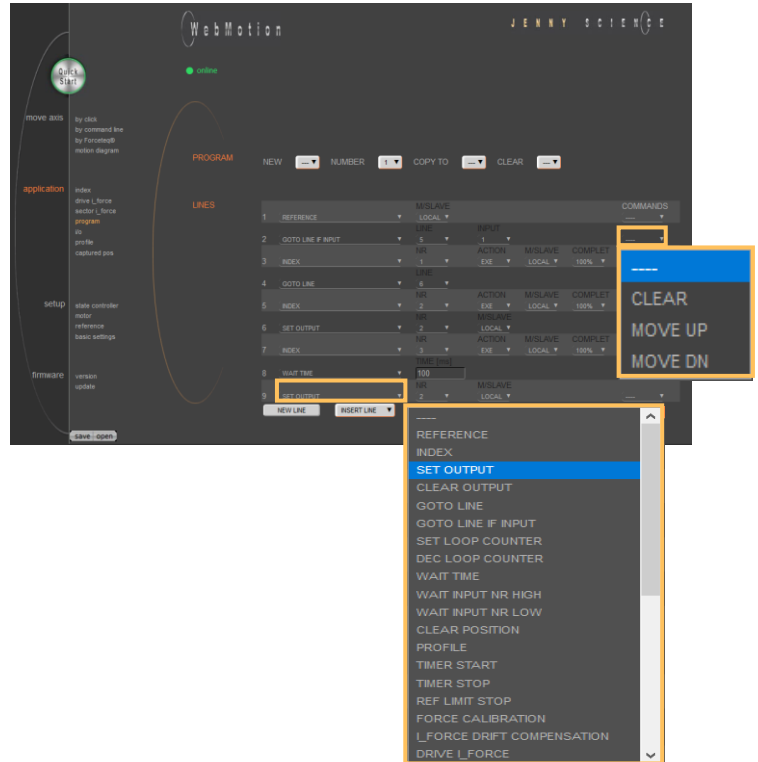 WebMotion
JENNY SCIENCE
Quick
Start
online
move axis
by click
by command line
by Forceteq®
motion diagram
PROGRAM NEW --- NUMBER 1 COPY TO --- CLEAR ---
application
index
drive i_force
sector i_force
program
i/o
profile
captured pos
LINES
M/SLAVE COMMANDS
1 REFERENCE LOCAL ----
LINE INPUT
2 GOTO LINE IF INPUT 5 1 ----
NR ACTION M/SLAVE COMPLET
3 INDEX 1 EXE LOCAL 100%
LINE
4 GOTO LINE 6
NR ACTION M/SLAVE COMPLET
5 INDEX 2 EXE LOCAL 100%
NR M/SLAVE
6 SET OUTPUT 2 LOCAL
NR ACTION M/SLAVE COMPLET
7 INDEX 3 EXE LOCAL 100%
TIME [ms]
8 WAIT TIME 100
NR M/SLAVE
9 SET OUTPUT 2 LOCAL ----
NEW LINE INSERT LINE
setup
state controller
motor
reference
basic settings
firmware
version
update
save open
----
CLEAR
MOVE UP
MOVE DN
----
REFERENCE
INDEX
SET OUTPUT
CLEAR OUTPUT
GOTO LINE
GOTO LINE IF INPUT
SET LOOP COUNTER
DEC LOOP COUNTER
WAIT TIME
WAIT INPUT NR HIGH
WAIT INPUT NR LOW
CLEAR POSITION
PROFILE
TIMER START
TIMER STOP
REF LIMIT STOP
FORCE CALIBRATION
I_FORCE DRIFT COMPENSATION
DRIVE I_FORCE